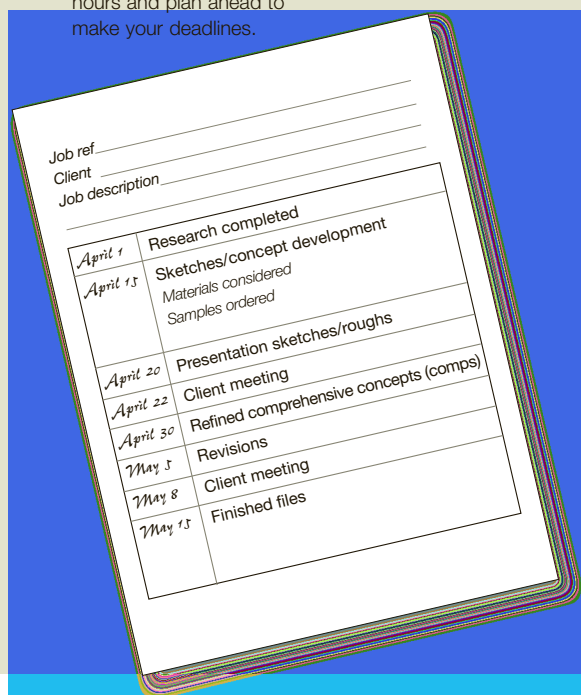 hours and plan ahead to
make your deadlines.
Job ref
Client
Job description
April 1 Research completed
April 15 Sketches/concept development
Materials considered
Samples ordered
April 20 Presentation sketches/roughs
April 22 Client meeting
April 30 Refined comprehensive concepts (comps)
May 5 Revisions
May 8 Client meeting
May 15 Finished files